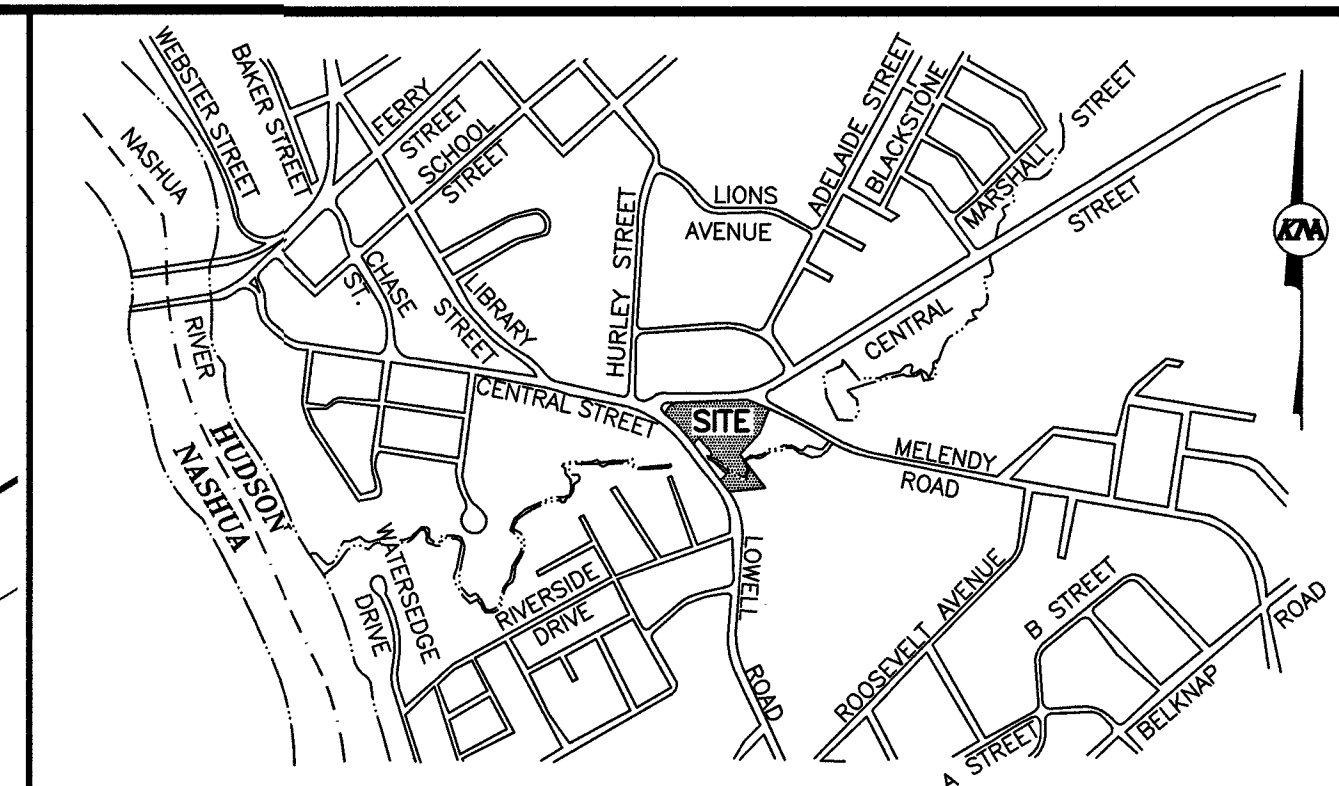 WEBSTER STREET
BAKER STREET
FERRY
STREET
SCHOOL
STREET
NASHUA
RIVER
HUDSON
NASHUA
CHASE
ST.
LIBRARY
STREET
HURLEY STREET
LIONS
AVENUE
ADELAIDE STREET
BLACKSTONE
MARSHALL
STREET
CENTRAL
STREET
KNA
CENTRAL STREET
SITE
MELENDY
ROAD
WATERSEDGE
DRIVE
RIVERSIDE
DRIVE
LOWELL
ROAD
ROOSEVELT AVENUE
B STREET
A STREET
BELKNAP
ROAD